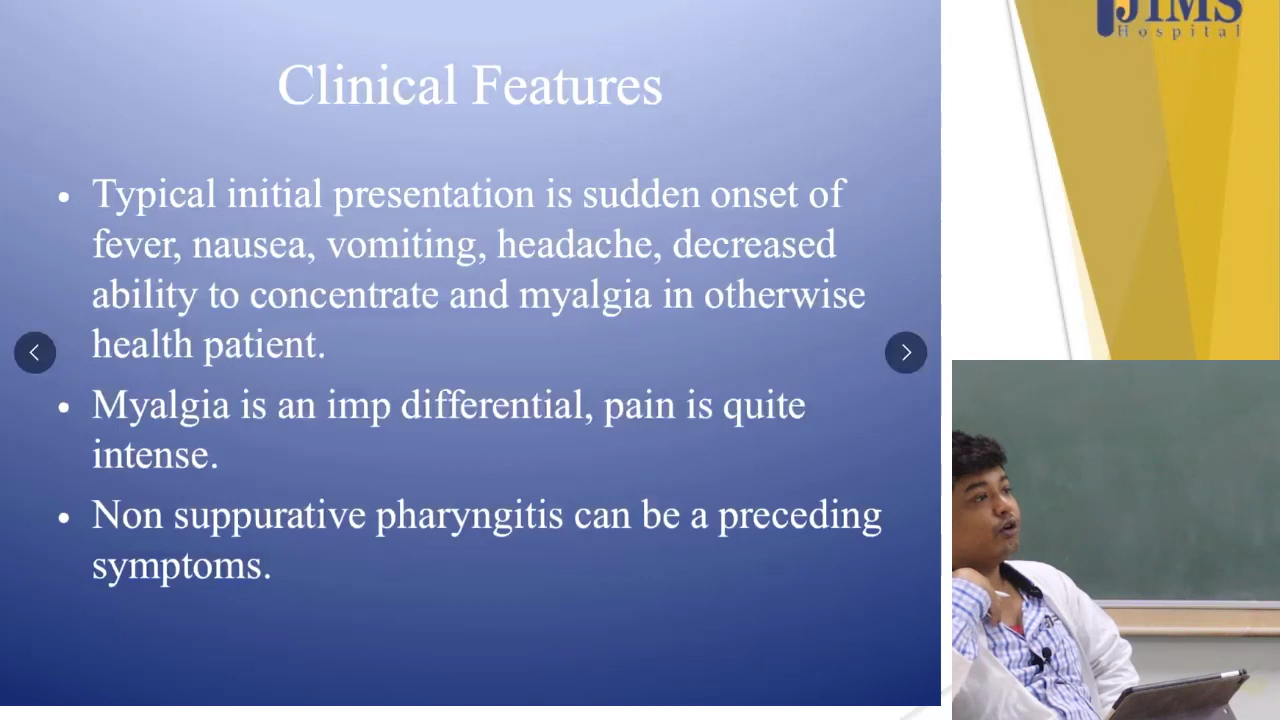 JIMS
Hospital
Clinical Features
• Typical initial presentation is sudden onset of
fever, nausea, vomiting, headache, decreased
ability to concentrate and myalgia in otherwise
health patient.
• Myalgia is an imp differential, pain is quite
intense.
• Non suppurative pharyngitis can be a preceding
symptoms.